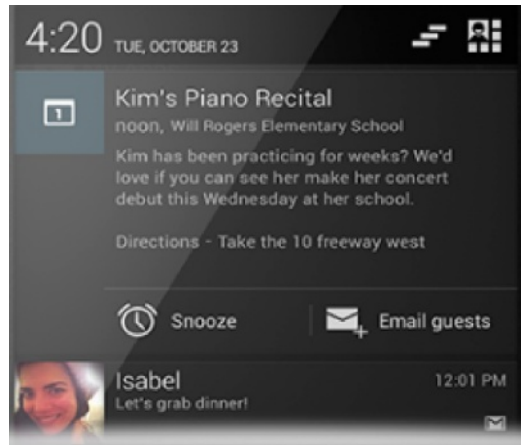 4:20 TUE, OCTOBER 23
1
Kim's Piano Recital
noon, Will Rogers Elementary School
Kim has been practicing for weeks? We'd
love if you can see her make her concert
debut this Wednesday at her school.
Directions - Take the 10 freeway west
Snooze
Email guests
Isabel 12:01 PM
Let's grab dinner!